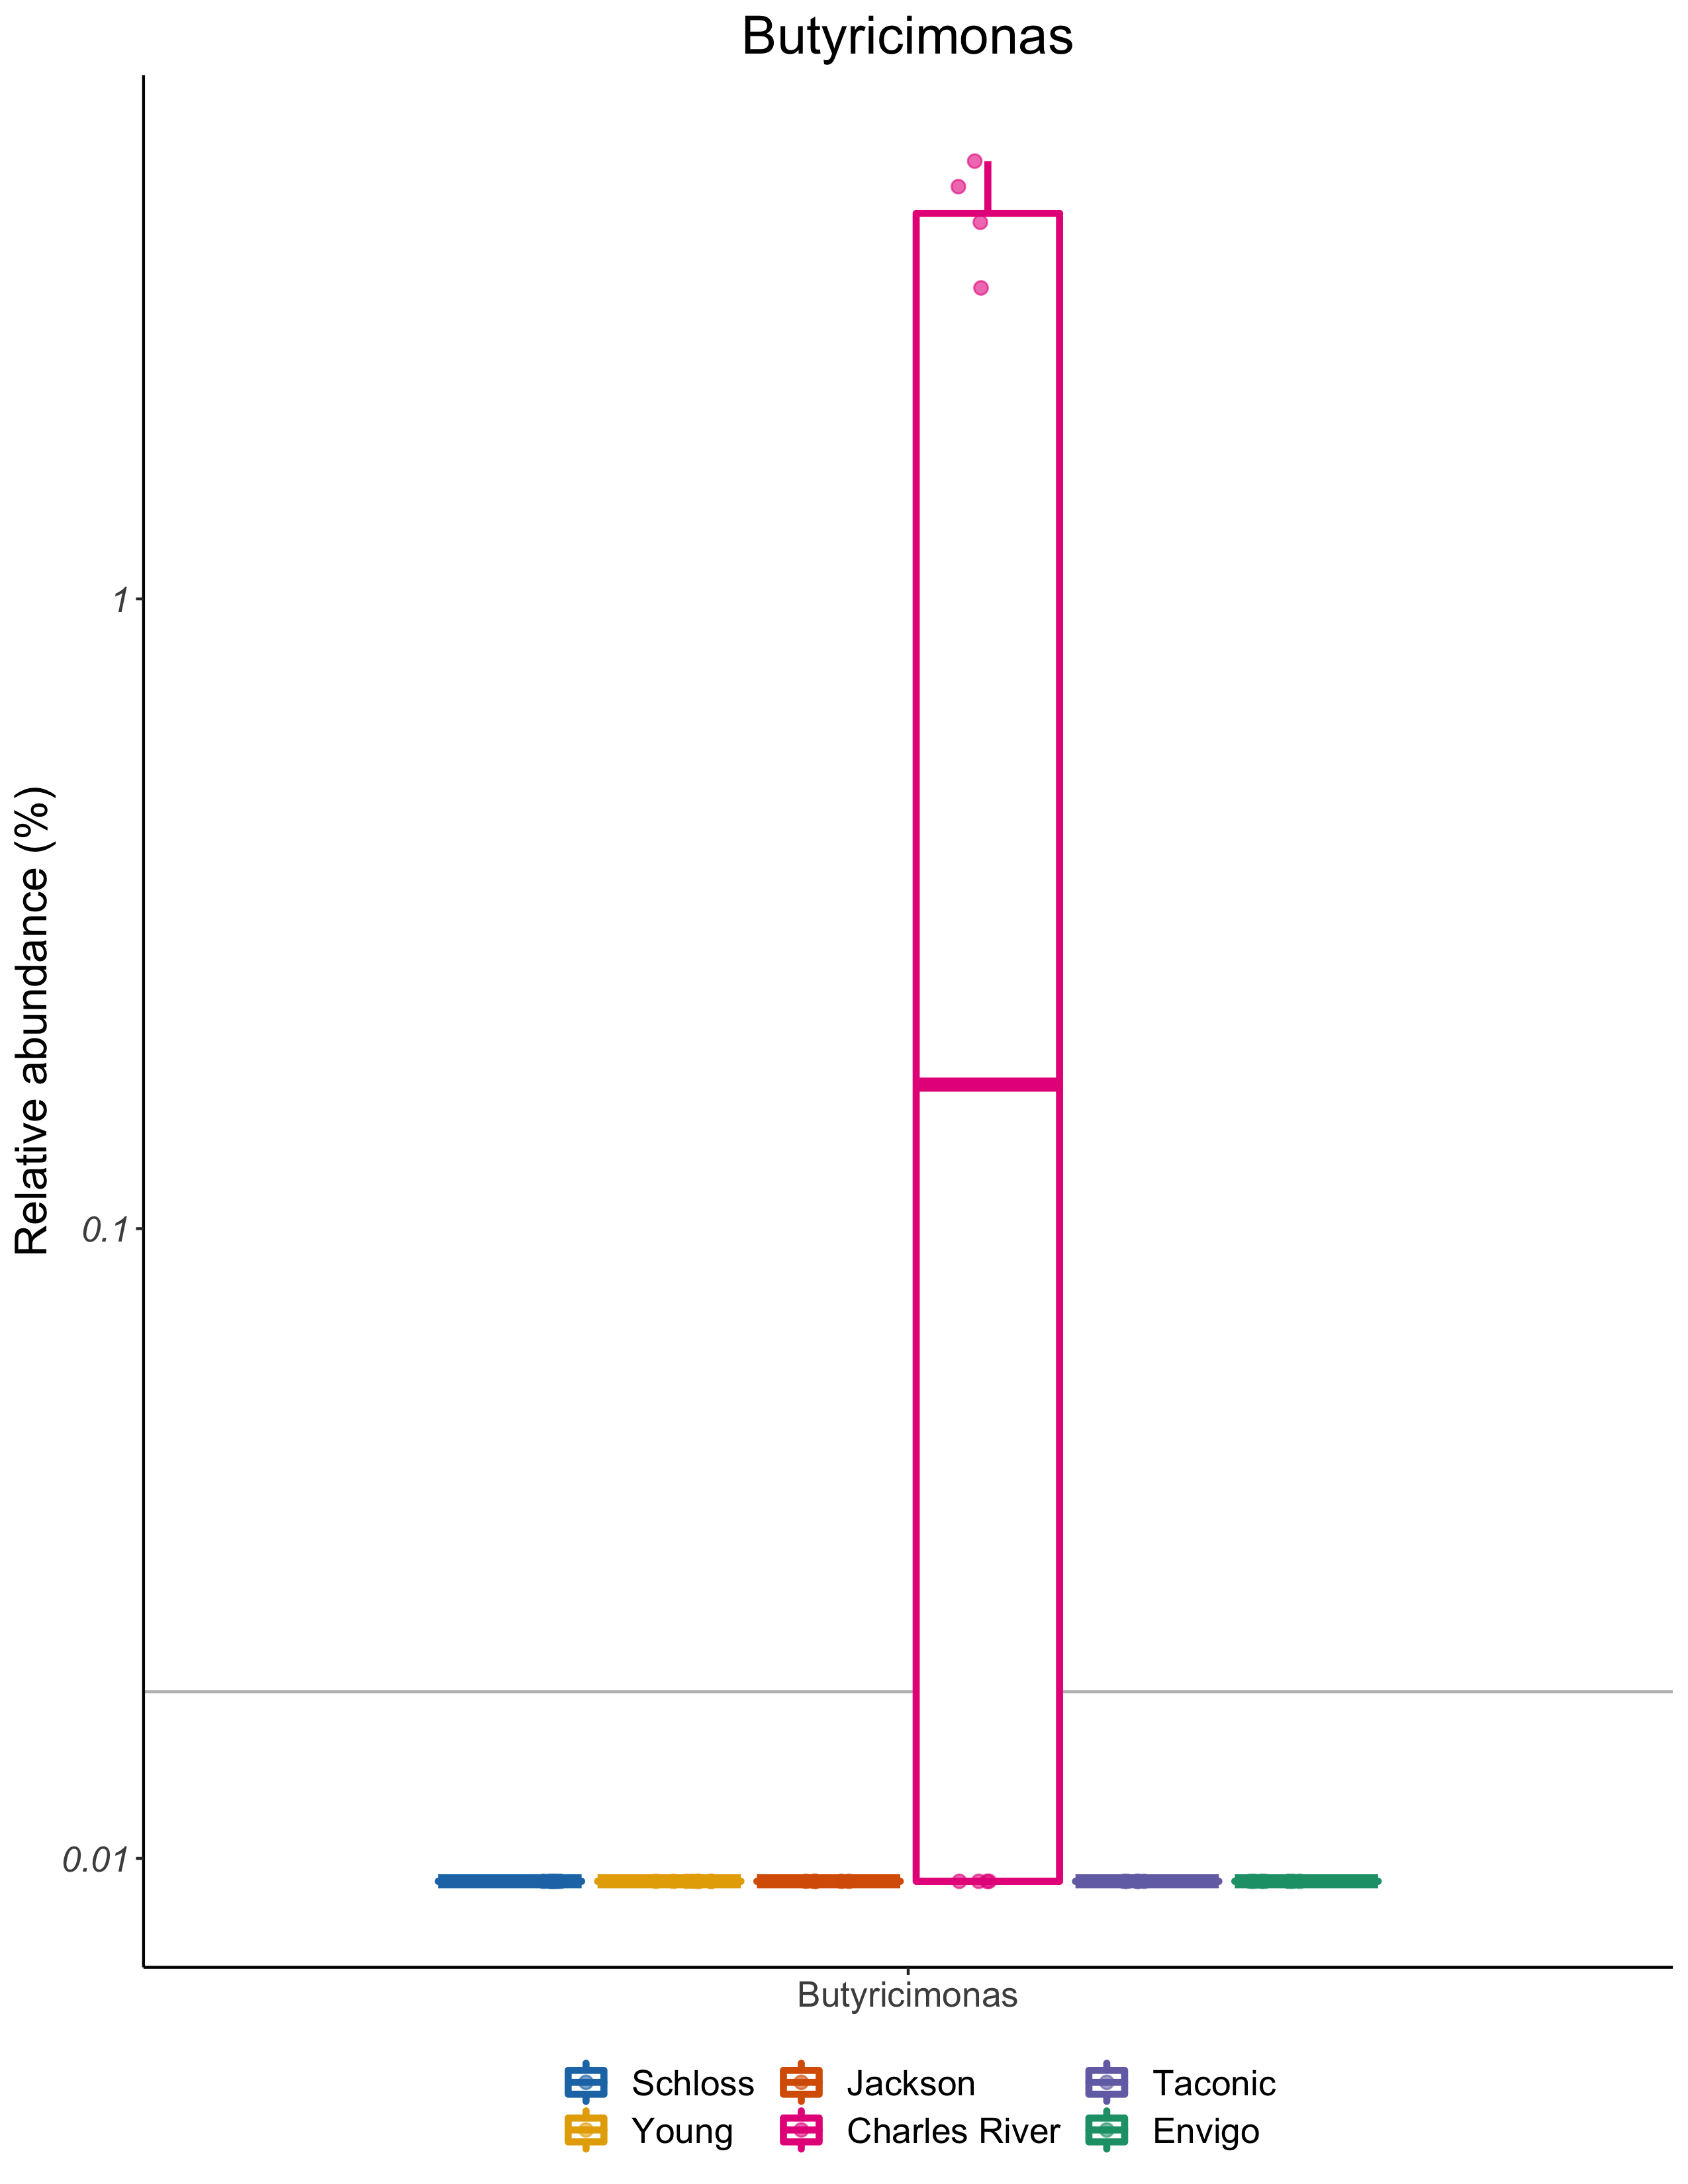 Butyricimonas
Relative abundance (%)
1
0.1
0.01
Butyricimonas
Schloss
Jackson
Taconic
Young
Charles River
Envigo